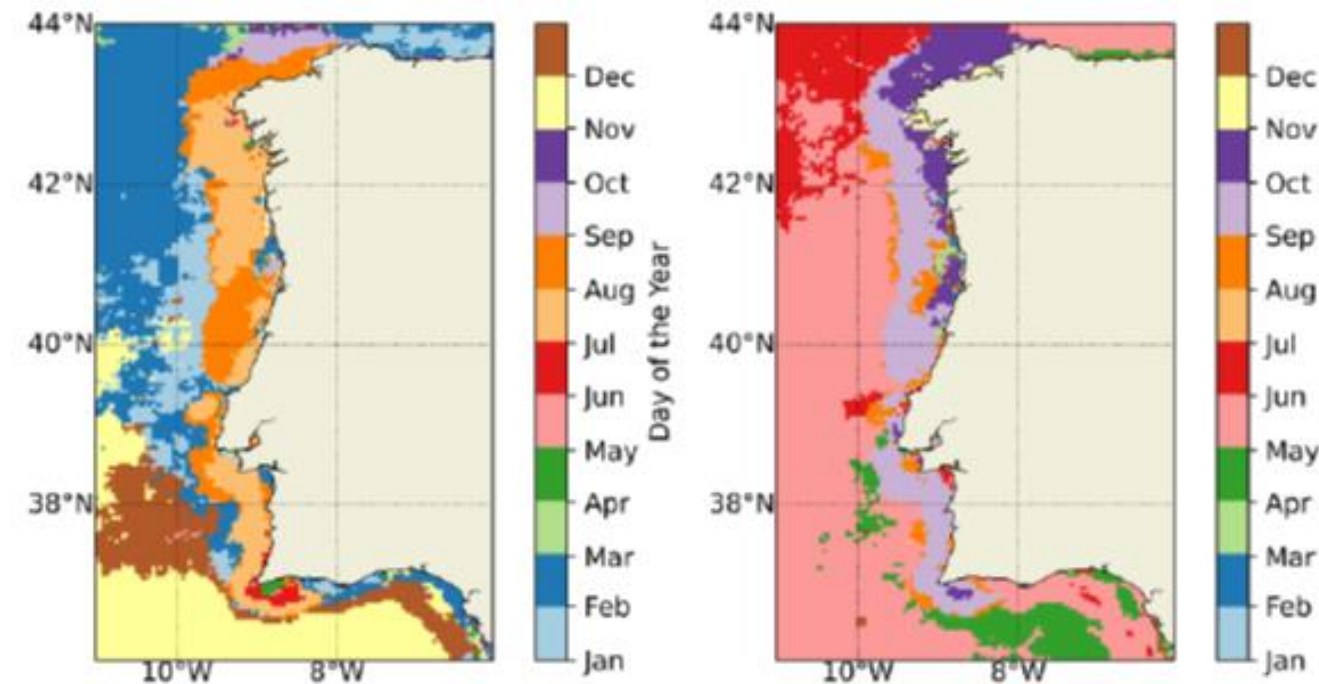 44°N
42°N
40°N
38°N
10°W 8°W
Dec
Nov
Oct
Sep
Aug
Jul
Jun
May
Apr
Mar
Feb
Jan
Day of the Year
44°N
42°N
40°N
38°N
10°W 8°W
Dec
Nov
Oct
Sep
Aug
Jul
Jun
May
Apr
Mar
Feb
Jan